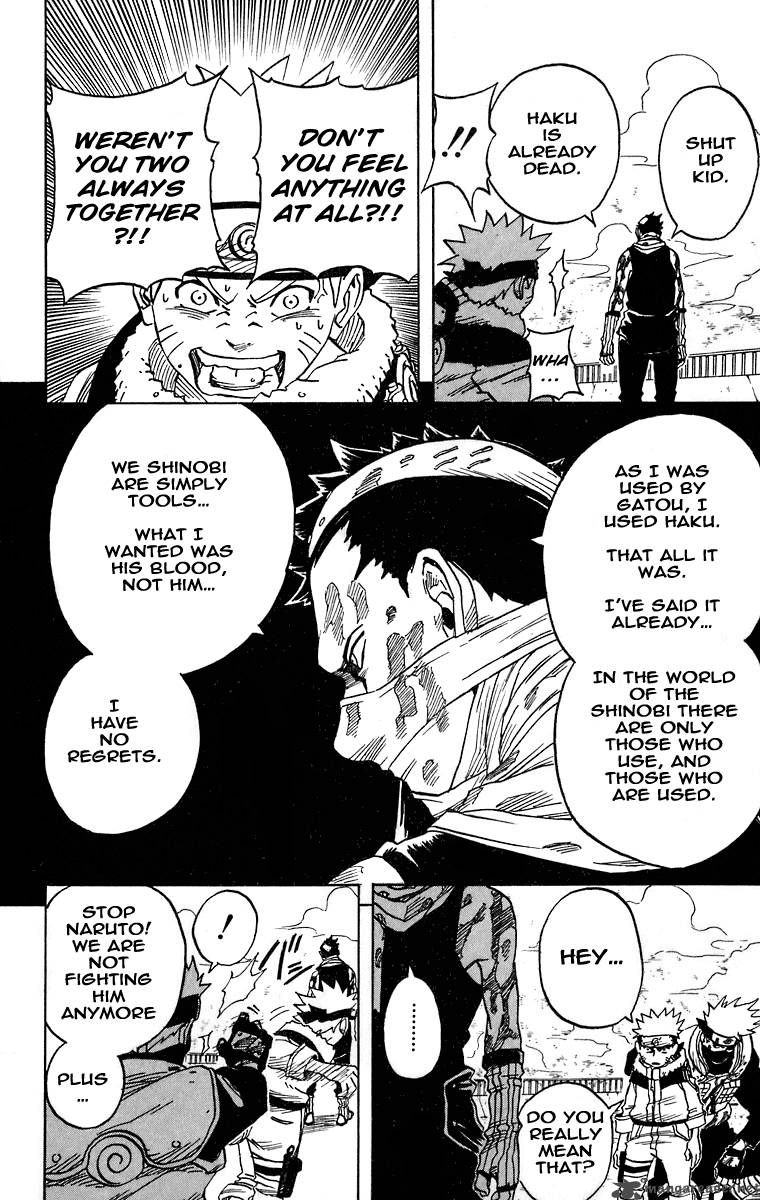 SHUT
UP
KID.
HAKU
IS
ALREADY
DEAD.
!!
WHA
...
DON'T
YOU FEEL
ANYTHING
AT ALL?!!
WEREN'T
YOU TWO
ALWAYS
TOGETHER
?!!
AS I WAS
USED BY
GATOU, I
USED HAKU.
THAT ALL IT
WAS.
I'VE SAID IT
ALREADY...
IN THE WORLD
OF THE
SHINOBI THERE
ARE ONLY
THOSE WHO
USE, AND
THOSE WHO
ARE USED.
WE SHINOBI
ARE SIMPLY
TOOLS...
WHAT I
WANTED WAS
HIS BLOOD,
NOT HIM...
I
HAVE
NO
REGRETS.
HEY...
DO YOU
REALLY
MEAN
THAT?
.........
!
STOP
NARUTO!
WE ARE
NOT
FIGHTING
HIM
ANYMORE
PLUS
...